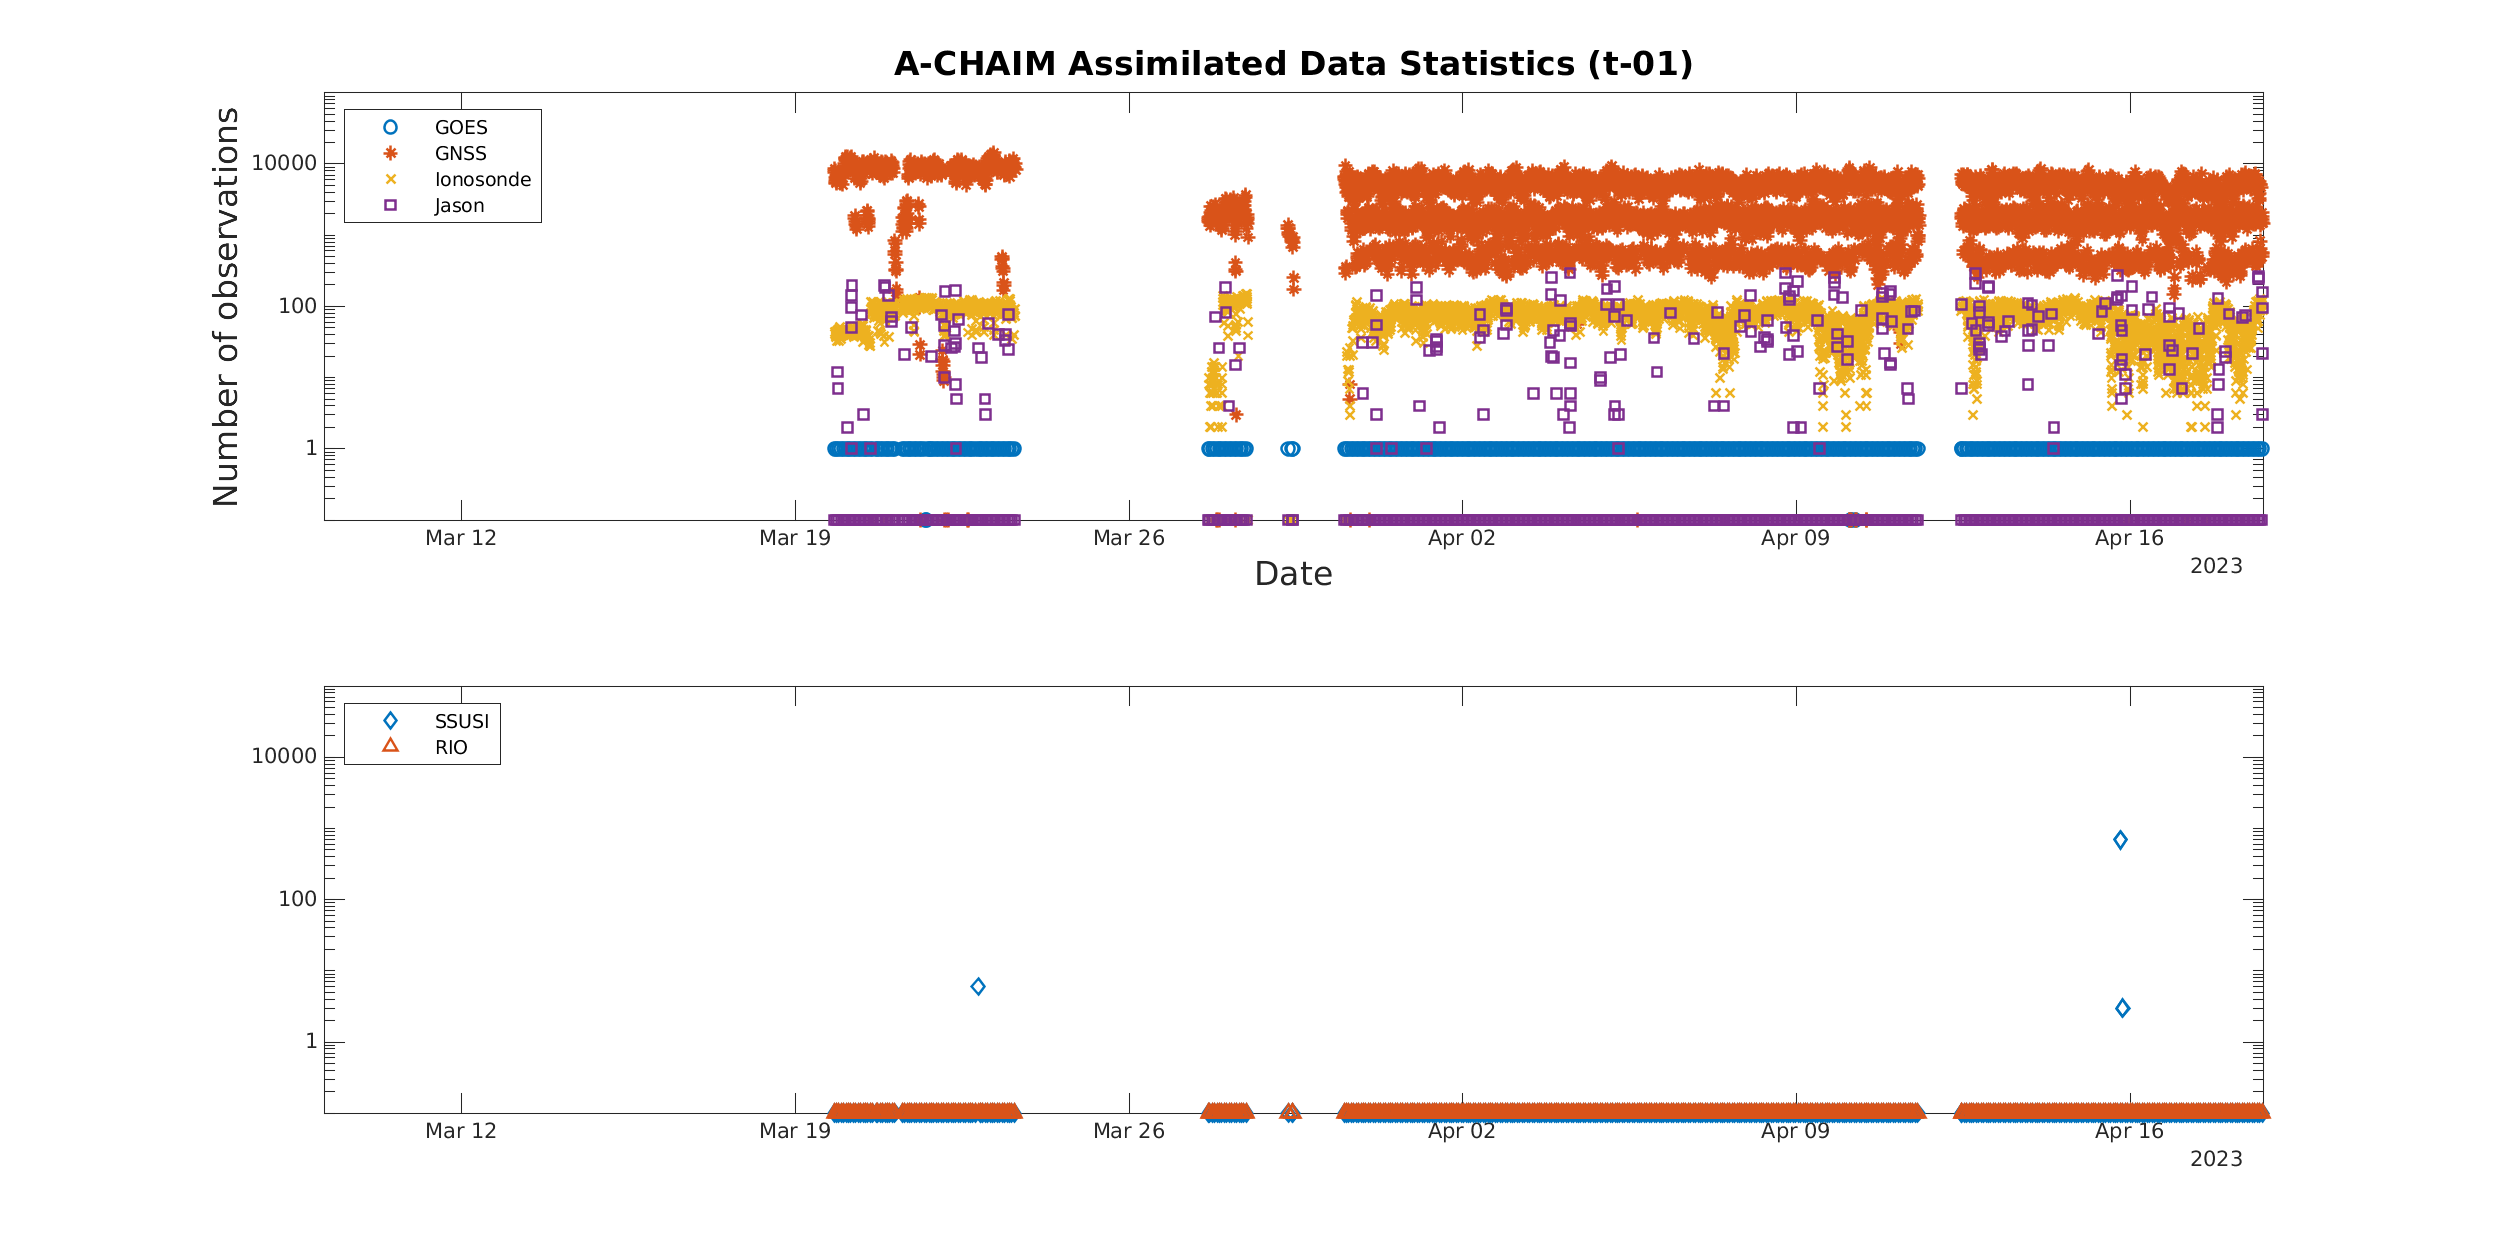 A-CHAIM Assimilated Data Statistics (t-01)
Number of observations
10000
100
1
GOES
GNSS
Ionosonde
Jason
Mar 12
Mar 19
Mar 26
Apr 02
Apr 09
Apr 16
2023
Date
10000
100
1
SSUSI
RIO
Mar 12
Mar 19
Mar 26
Apr 02
Apr 09
Apr 16
2023